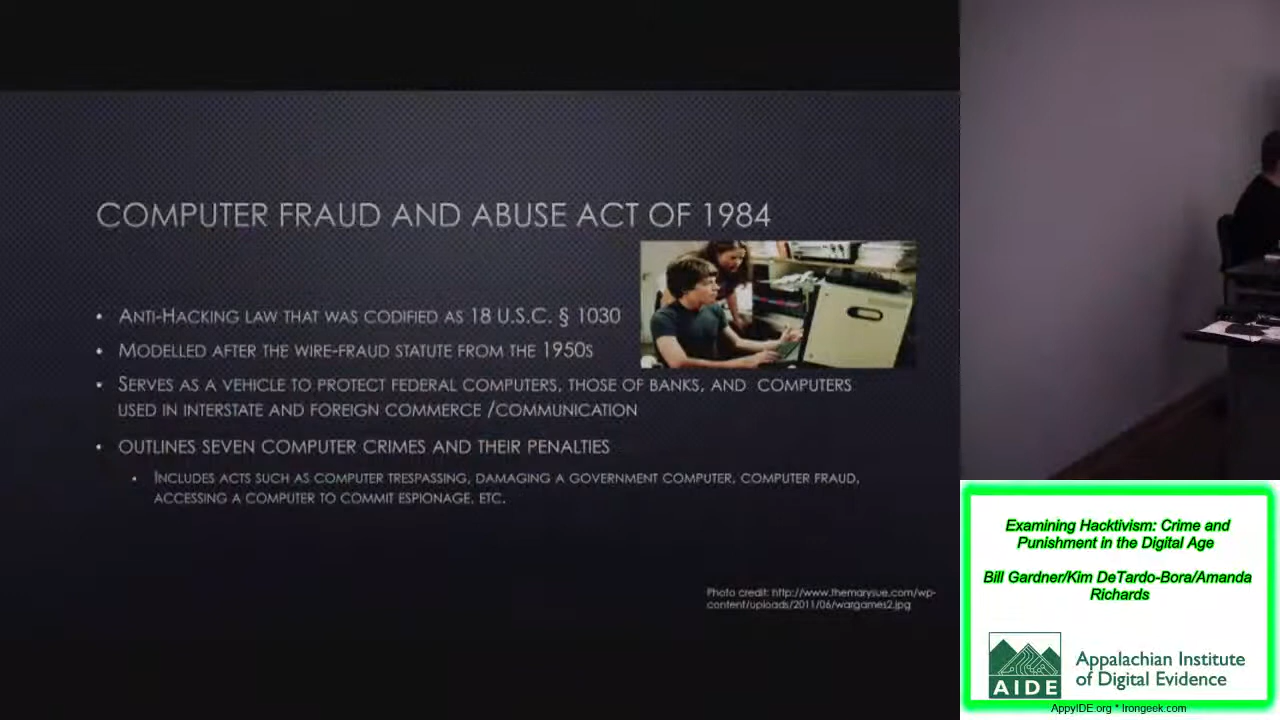 COMPUTER FRAUD AND ABUSE ACT OF 1984
• ANTI-HACKING LAW THAT WAS CODIFIED AS 18 U.S.C. § 1030
• MODELLED AFTER THE WIRE-FRAUD STATUTE FROM THE 1950S
• SERVES AS A VEHICLE TO PROTECT FEDERAL COMPUTERS, THOSE OF BANKS, AND COMPUTERS
USED IN INTERSTATE AND FOREIGN COMMERCE /COMMUNICATION
• OUTLINES SEVEN COMPUTER CRIMES AND THEIR PENALTIES
• INCLUDES ACTS SUCH AS COMPUTER TRESPASSING, DAMAGING A GOVERNMENT COMPUTER, COMPUTER FRAUD,
ACCESSING A COMPUTER TO COMMIT ESPIONAGE, ETC.
Photo credit: http://www.themarysue.com/wp-
content/uploads/2011/06/wargames2.jpg
Examining Hacktivism: Crime and
Punishment in the Digital Age
Bill Gardner/Kim DeTardo-Bora/Amanda
Richards
AIDE
Appalachian Institute
of Digital Evidence
AppyIDE.org * Irongeek.com